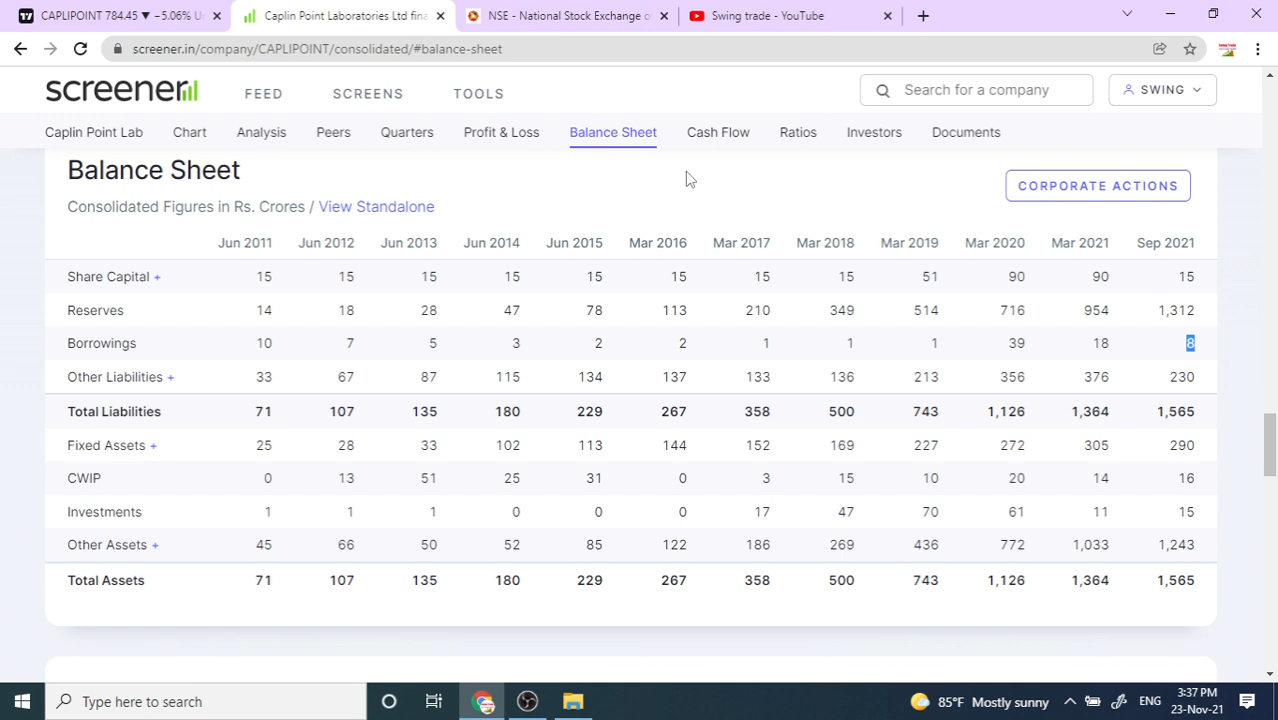 CAPLIPOINT 784.45 ▼ −5.06% U
Caplin Point Laboratories Ltd fina
NSE - National Stock Exchange o
Swing trade - YouTube
screener.in/company/CAPLIPOINT/consolidated/#balance-sheet
screener
FEED SCREENS TOOLS
Search for a company
SWING
Caplin Point Lab Chart Analysis Peers Quarters Profit & Loss Balance Sheet Cash Flow Ratios Investors Documents
Balance Sheet
CORPORATE ACTIONS
Consolidated Figures in Rs. Crores / View Standalone
Jun 2011 Jun 2012 Jun 2013 Jun 2014 Jun 2015 Mar 2016 Mar 2017 Mar 2018 Mar 2019 Mar 2020 Mar 2021 Sep 2021
Share Capital + 15 15 15 15 15 15 15 15 51 90 90 15
Reserves 14 18 28 47 78 113 210 349 514 716 954 1,312
Borrowings 10 7 5 3 2 2 1 1 1 39 18 8
Other Liabilities + 33 67 87 115 134 137 133 136 213 356 376 230
Total Liabilities 71 107 135 180 229 267 358 500 743 1,126 1,364 1,565
Fixed Assets + 25 28 33 102 113 144 152 169 227 272 305 290
CWIP 0 13 51 25 31 0 3 15 10 20 14 16
Investments 1 1 1 0 0 0 17 47 70 61 11 15
Other Assets + 45 66 50 52 85 122 186 269 436 772 1,033 1,243
Total Assets 71 107 135 180 229 267 358 500 743 1,126 1,364 1,565
Type here to search
85°F Mostly sunny
ENG
3:37 PM
23-Nov-21